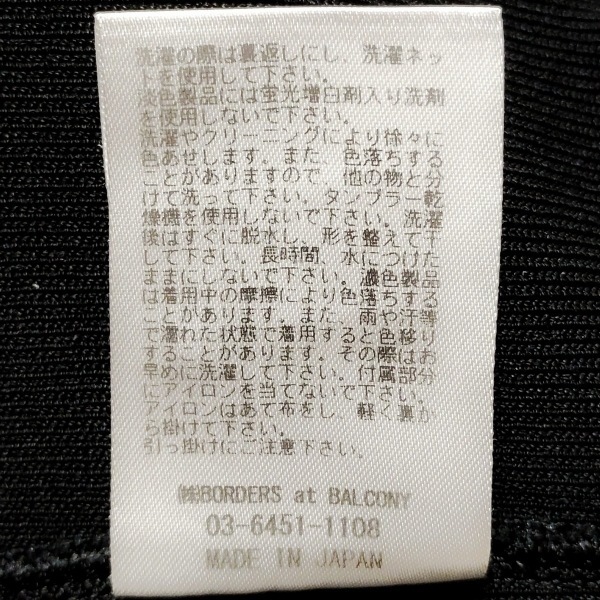 洗濯の際は裏返しにし、洗濯ネッ
トを使用して下さい。
淡色製品には蛍光増白剤入り洗剤
を使用しないで下さい。
洗濯やクリーニングにより徐々に
色あせします。また、色落ちする
ことがありますので、他の物と分
けて洗って下さい。タンブラー乾
燥機を使用しないで下さい。洗濯
後はすぐに脱水し、形を整えて干
して下さい。長時間、水につけた
ままにしないで下さい。濃色製品
は着用中の摩擦により色落ちする
ことがあります。また、雨や汗等
で濡れた状態で着用すると色移り
することがあります。その際はお
早めに洗濯して下さい。付属部分
にアイロンを当てないで下さい。
アイロンはあて布をし、軽く裏か
ら掛けて下さい。
引っ掛けにご注意下さい。
㈱BORDERS at BALCONY
03-6451-1108
MADE IN JAPAN